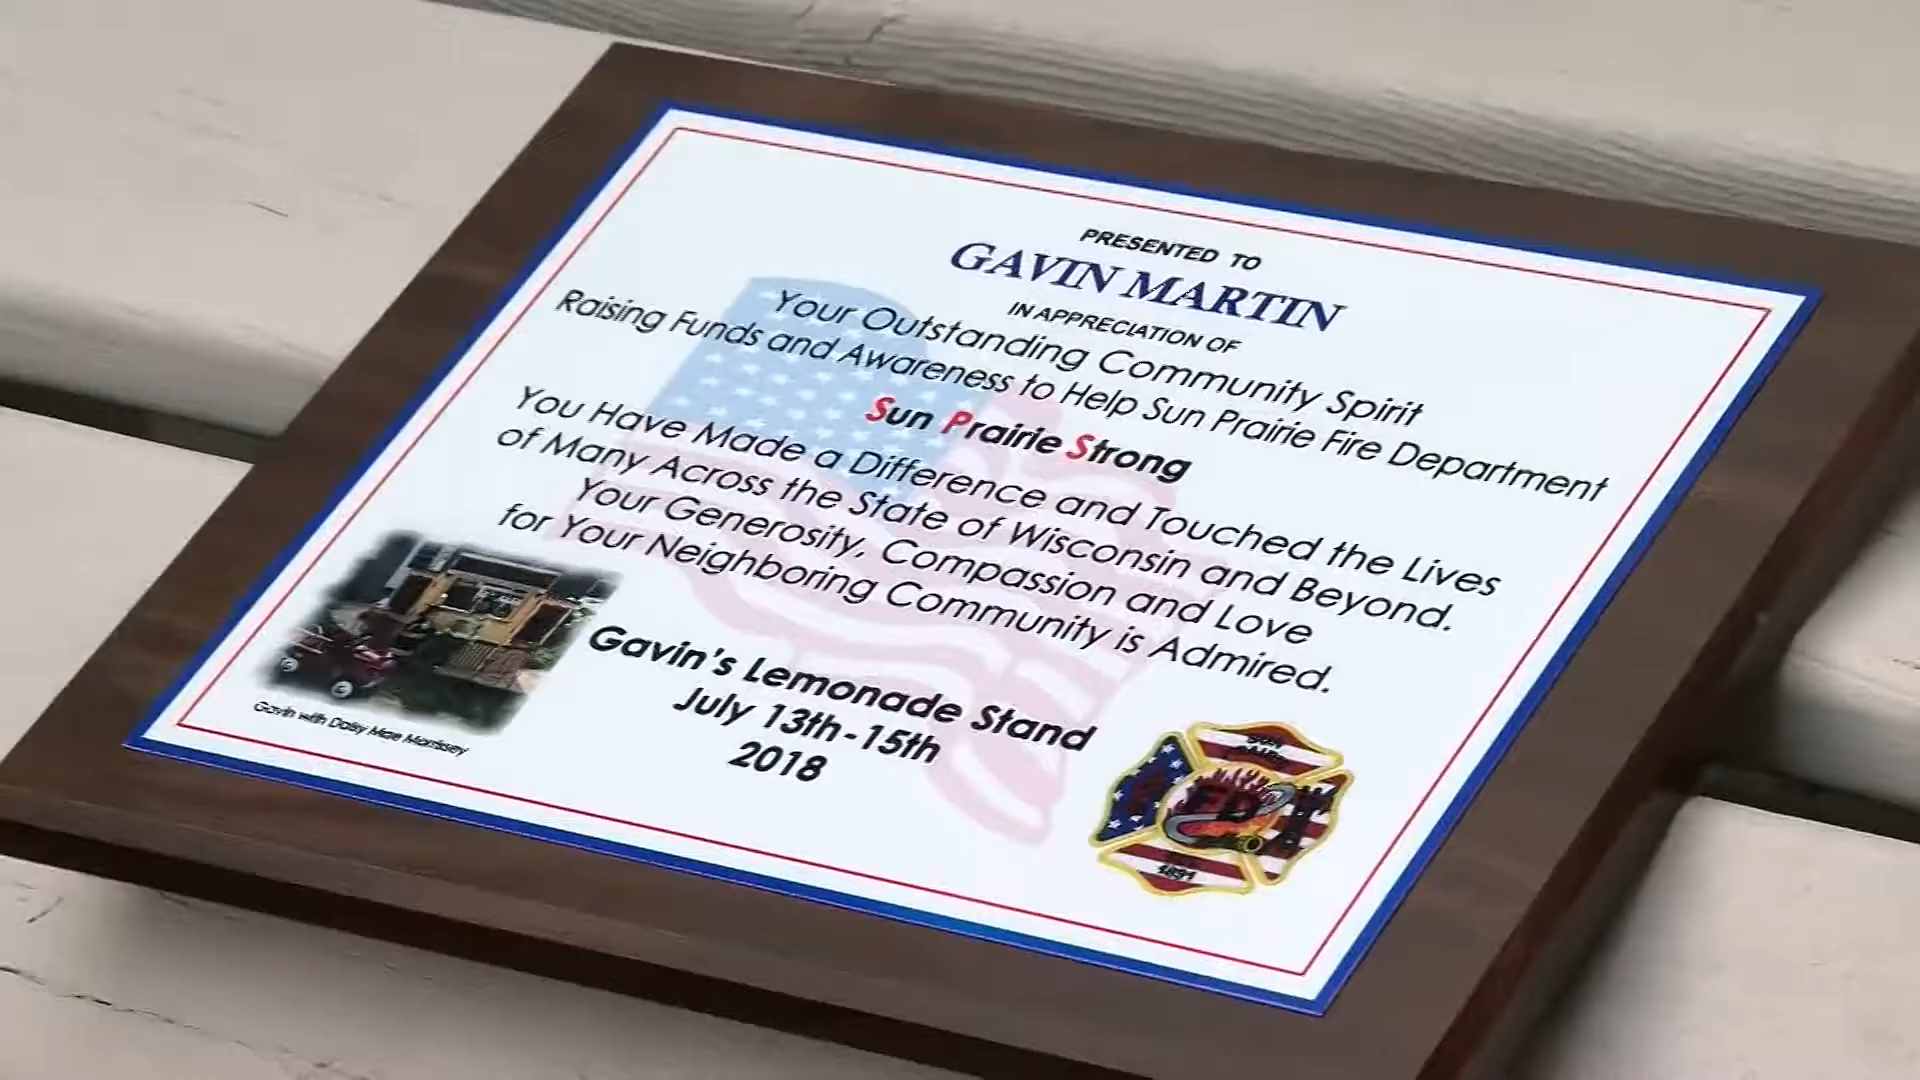 PRESENTED TO
GAVIN MARTIN
IN APPRECIATION OF
Your Outstanding Community Spirit
Raising Funds and Awareness to Help Sun Prairie Fire Department
Sun Prairie Strong
You Have Made a Difference and Touched the Lives
of Many Across the State of Wisconsin and Beyond.
Your Generosity, Compassion and Love
for Your Neighboring Community is Admired.
Gavin's Lemonade Stand
July 13th-15th
2018
Gavin with Daisy Mae Morrissey
1891